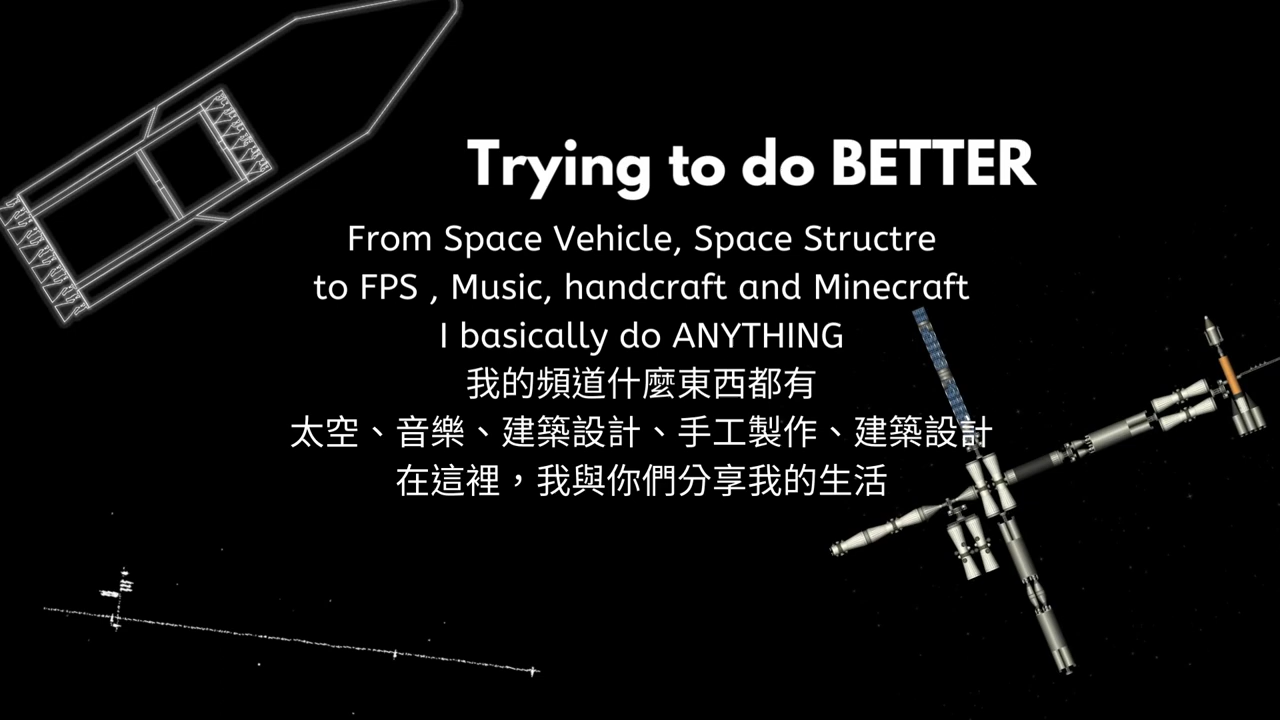 Trying to do BETTER
From Space Vehicle, Space Structre
to FPS , Music, handcraft and Minecraft
I basically do ANYTHING
我的頻道什麼東西都有
太空、音樂、建築設計、手工製作、建築設計
在這裡，我與你們分享我的生活